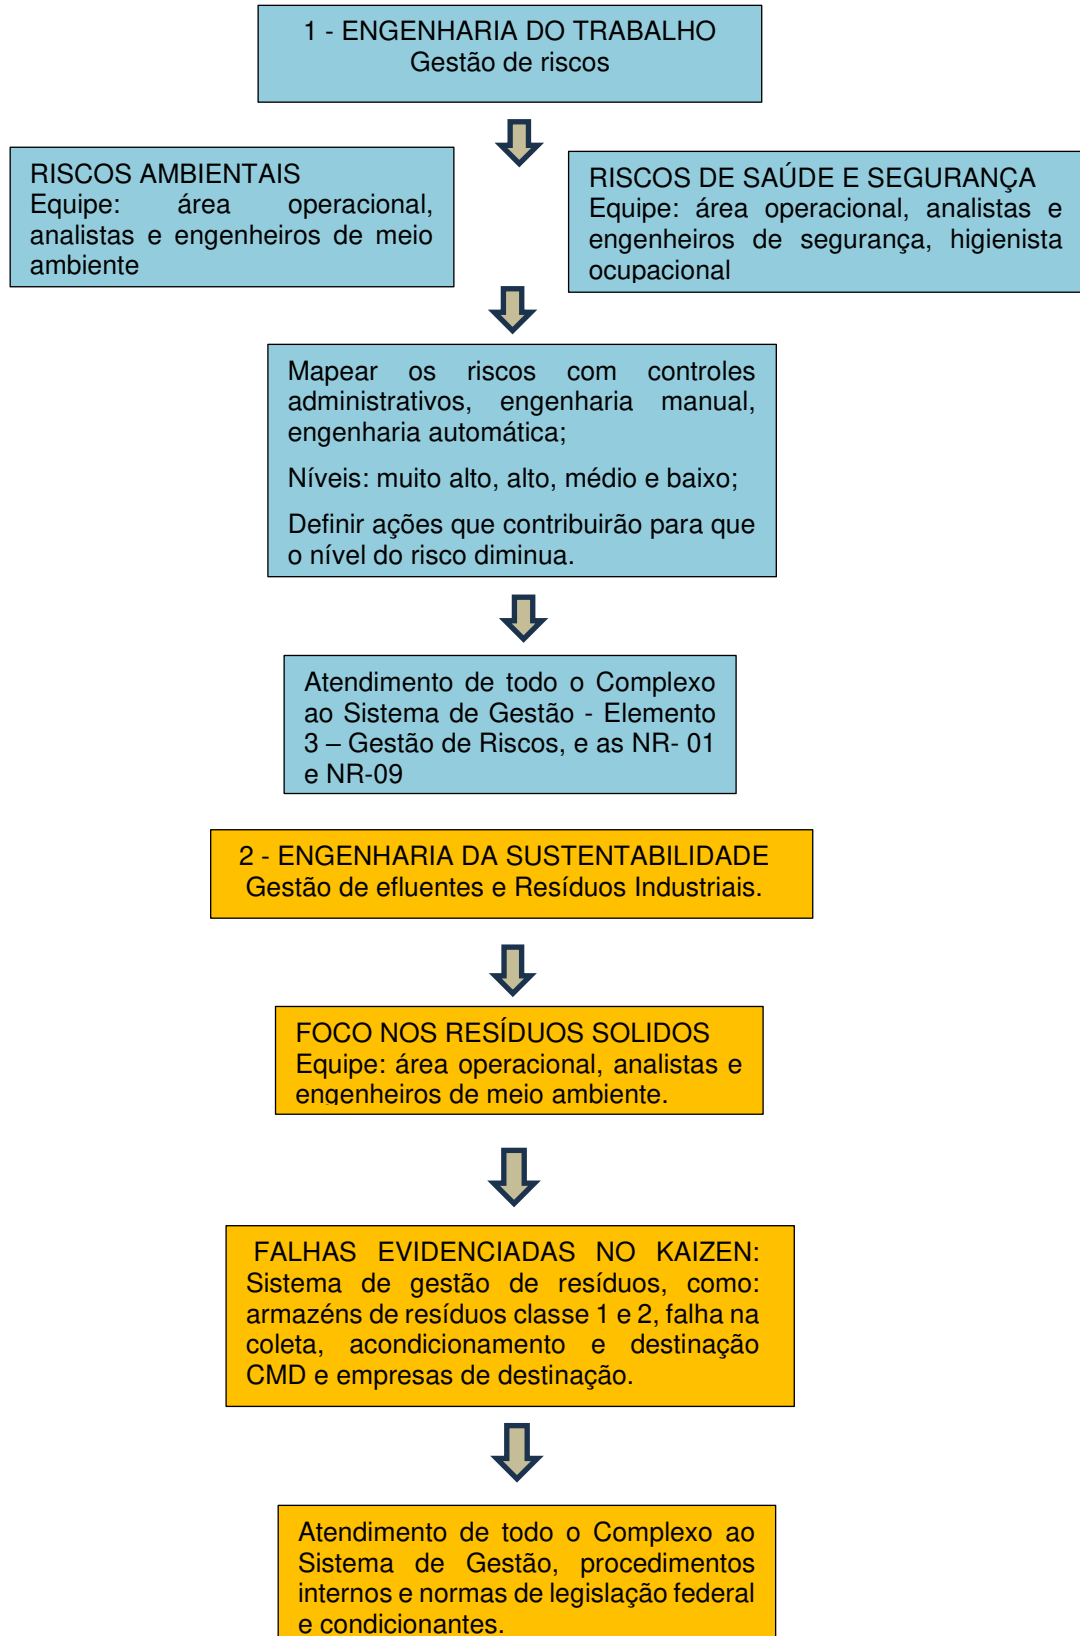 1 - ENGENHARIA DO TRABALHO
Gestão de riscos
RISCOS AMBIENTAIS
Equipe: área operacional,
analistas e engenheiros de meio
ambiente
RISCOS DE SAÚDE E SEGURANÇA
Equipe: área operacional, analistas e
engenheiros de segurança, higienista
ocupacional
Mapear os riscos com controles
administrativos, engenharia manual,
engenharia automática;
Níveis: muito alto, alto, médio e baixo;
Definir ações que contribuirão para que
o nível do risco diminua.
Atendimento de todo o Complexo
ao Sistema de Gestão - Elemento
3 – Gestão de Riscos, e as NR- 01
e NR-09
2 - ENGENHARIA DA SUSTENTABILIDADE
Gestão de efluentes e Resíduos Industriais.
FOCO NOS RESÍDUOS SOLIDOS
Equipe: área operacional, analistas e
engenheiros de meio ambiente.
FALHAS EVIDENCIADAS NO KAIZEN:
Sistema de gestão de resíduos, como:
armazéns de resíduos classe 1 e 2, falha na
coleta, acondicionamento e destinação
CMD e empresas de destinação.
Atendimento de todo o Complexo ao
Sistema de Gestão, procedimentos
internos e normas de legislação federal
e condicionantes.